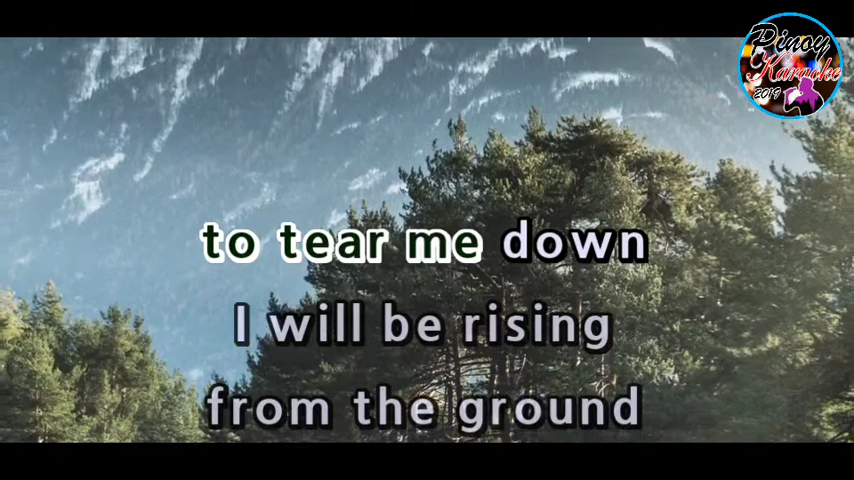 Pinoy
Karaoke
2019
to tear me down
I will be rising
from the ground